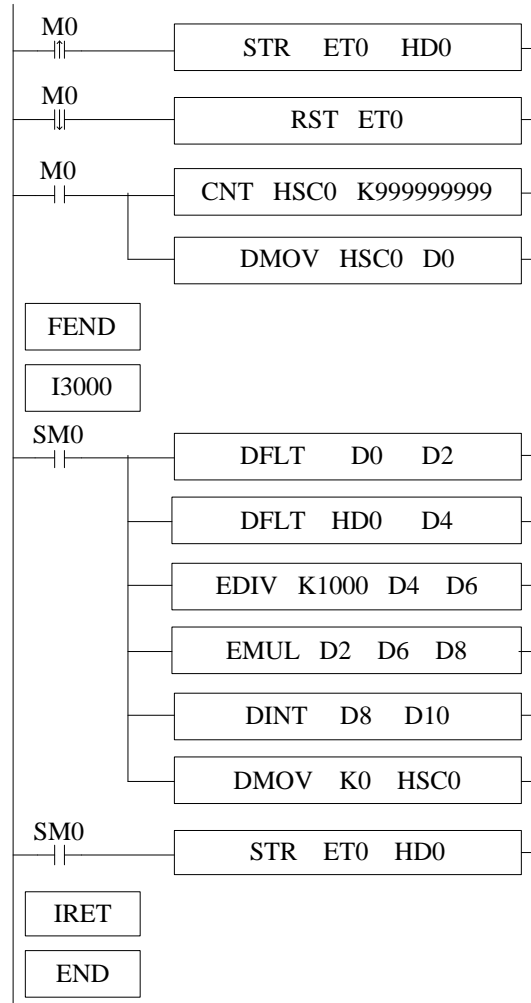 M0
STR ET0 HD0
M0
RST ET0
M0
CNT HSC0 K999999999
DMOV HSC0 D0
FEND
I3000
SM0
DFLT D0 D2
DFLT HD0 D4
EDIV K1000 D4 D6
EMUL D2 D6 D8
DINT D8 D10
DMOV K0 HSC0
SM0
STR ET0 HD0
IRET
END